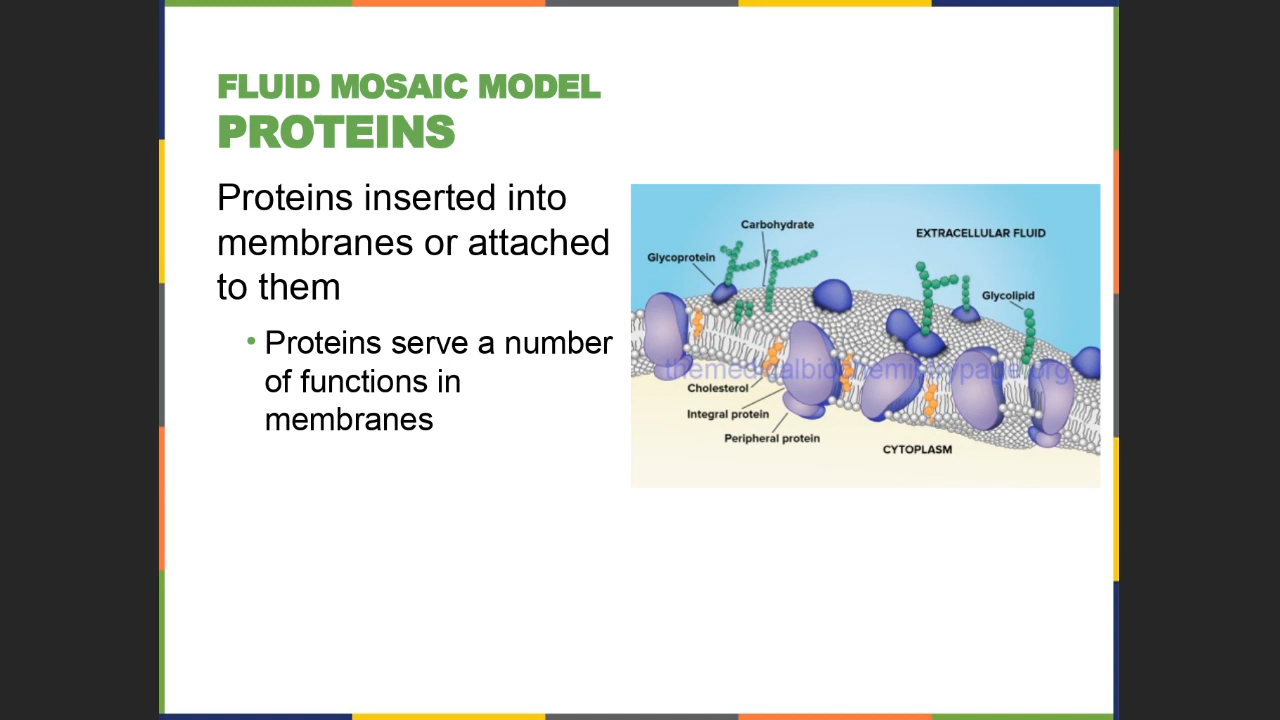 FLUID MOSAIC MODEL
PROTEINS
Proteins inserted into
membranes or attached
to them
• Proteins serve a number
of functions in
membranes
Carbohydrate
EXTRACELLULAR FLUID
Glycoprotein
Glycolipid
themedicalbiochemistrypage.org
Cholesterol
Integral protein
Peripheral protein
CYTOPLASM